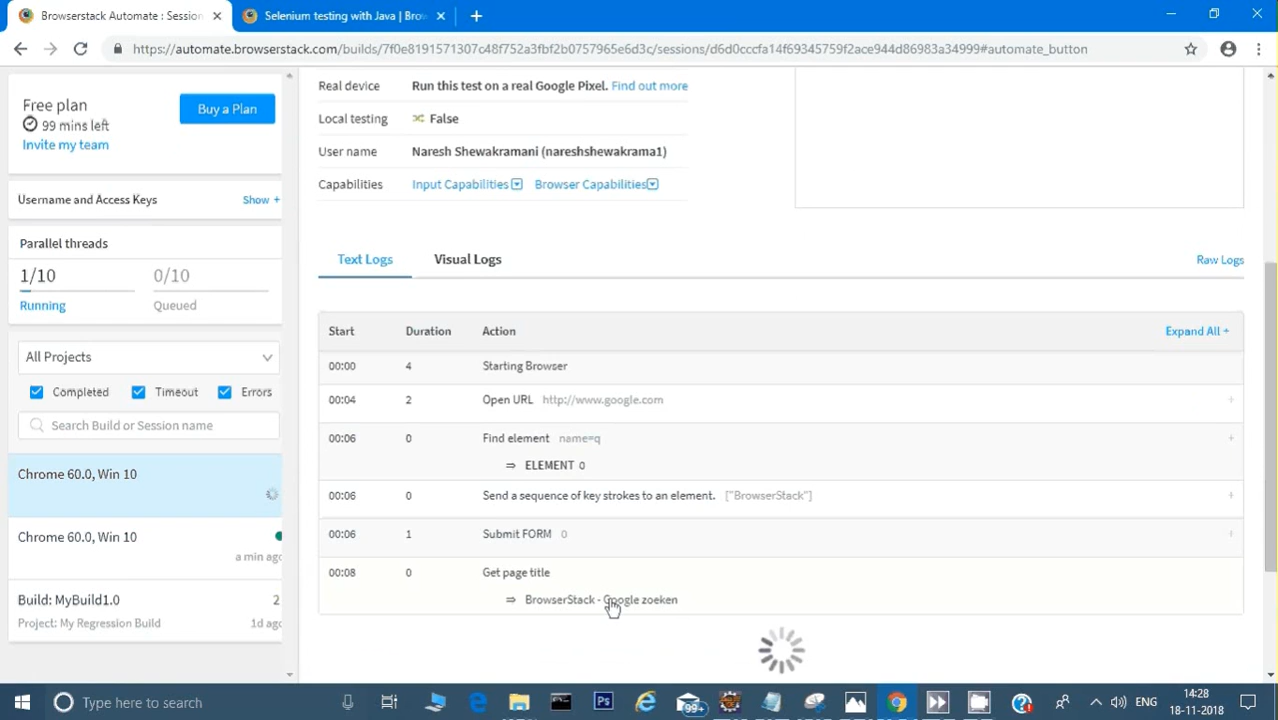 Browserstack Automate : Session
Selenium testing with Java | Brow
https://automate.browserstack.com/builds/7f0e8191571307c48f752a3fbf2b0757965e6d3c/sessions/d6d0cccfa14f69345759f2ace944d86983a34999#automate_button
Free plan
99 mins left
Invite my team
Buy a Plan
Username and Access Keys Show +
Parallel threads
1/10 0/10
Running Queued
All Projects
Completed Timeout Errors
Search Build or Session name
Chrome 60.0, Win 10
Chrome 60.0, Win 10
a min ago
Build: MyBuild1.0 2
Project: My Regression Build 1d ago
Real device Run this test on a real Google Pixel. Find out more
Local testing False
User name Naresh Shewakramani (nareshshewakrama1)
Capabilities Input Capabilities Browser Capabilities
Text Logs Visual Logs Raw Logs
Start Duration Action Expand All +
00:00 4 Starting Browser
00:04 2 Open URL http://www.google.com +
00:06 0 Find element name=q +
⇒ ELEMENT 0
00:06 0 Send a sequence of key strokes to an element. ["BrowserStack"] +
00:06 1 Submit FORM 0 +
00:08 0 Get page title
⇒ BrowserStack - Google zoeken
Type here to search
Ps
99+
ENG
14:28
18-11-2018